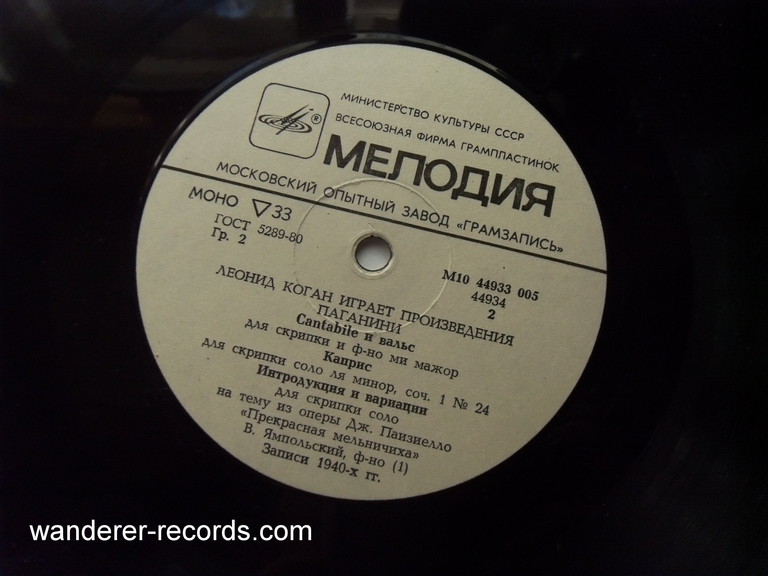 МИНИСТЕРСТВО КУЛЬТУРЫ СССР
ВСЕСОЮЗНАЯ ФИРМА ГРАМПЛАСТИНОК
®
МЕЛОДИЯ
МОСКОВСКИЙ ОПЫТНЫЙ ЗАВОД «ГРАМЗАПИСЬ»
МОНО ▽33
ГОСТ 5289-80
Гр. 2
М10 44933 005
44934
2
ЛЕОНИД КОГАН ИГРАЕТ ПРОИЗВЕДЕНИЯ
ПАГАНИНИ
Cantabile и вальс
для скрипки и ф-но ми мажор
Каприс
для скрипки соло ля минор, соч. 1 № 24
Интродукция и вариации
для скрипки соло
на тему из оперы Дж. Паизиелло
«Прекрасная мельничиха»
В. Ямпольский, ф-но (1)
Записи 1940-х гг.
wanderer-records.com